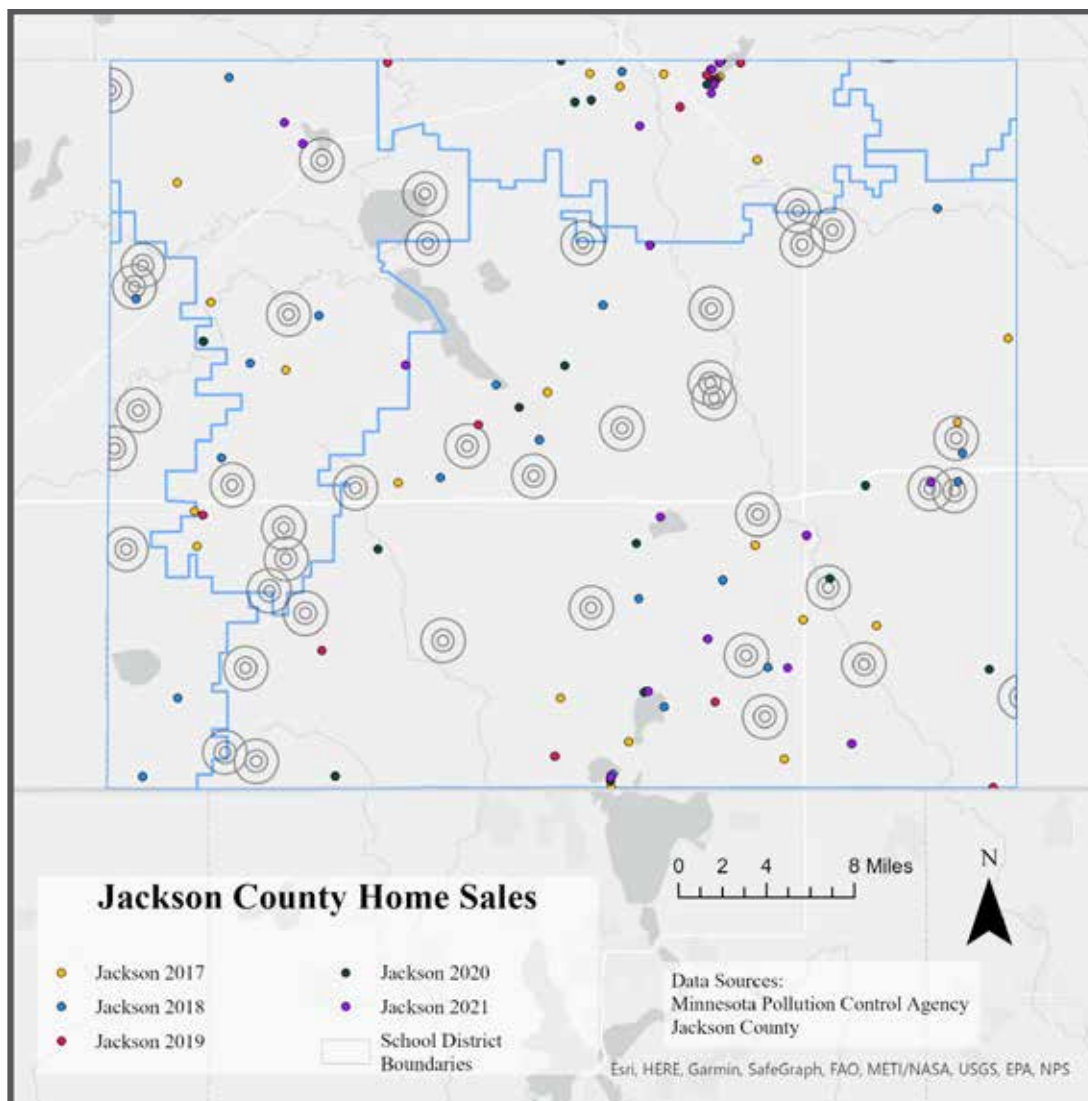 0 2 4 8 Miles
N
Jackson County Home Sales
Jackson 2017
Jackson 2018
Jackson 2019
Jackson 2020
Jackson 2021
School District
Boundaries
Data Sources:
Minnesota Pollution Control Agency
Jackson County
Esri, HERE, Garmin, SafeGraph, FAO, METI/NASA, USGS, EPA, NPS